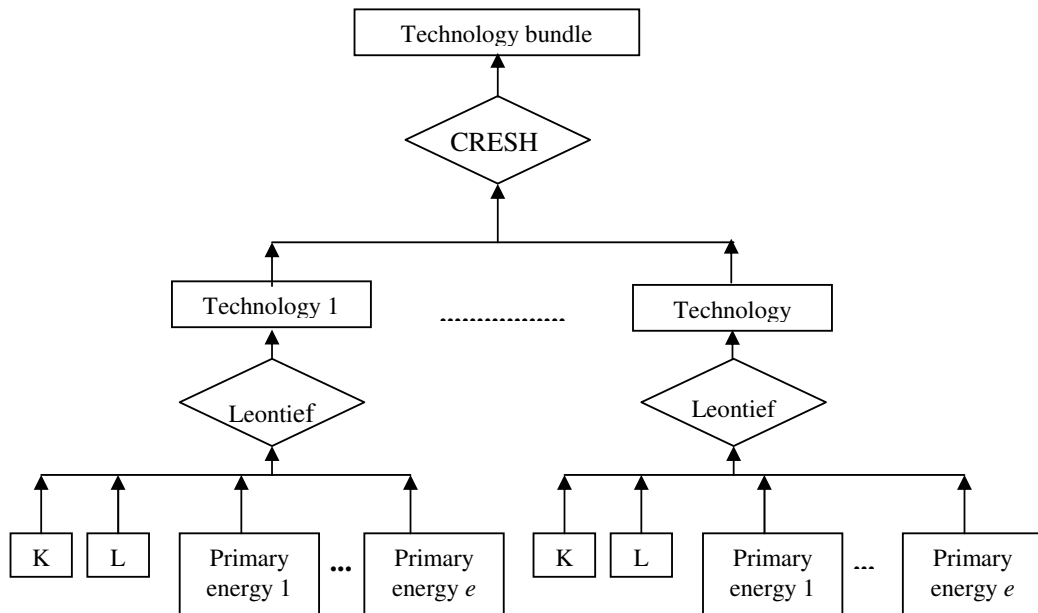 Technology bundle
CRESH
Technology 1
.................
Technology
Leontief
Leontief
K
L
Primary
energy 1
...
Primary
energy e
K
L
Primary
energy 1
...
Primary
energy e